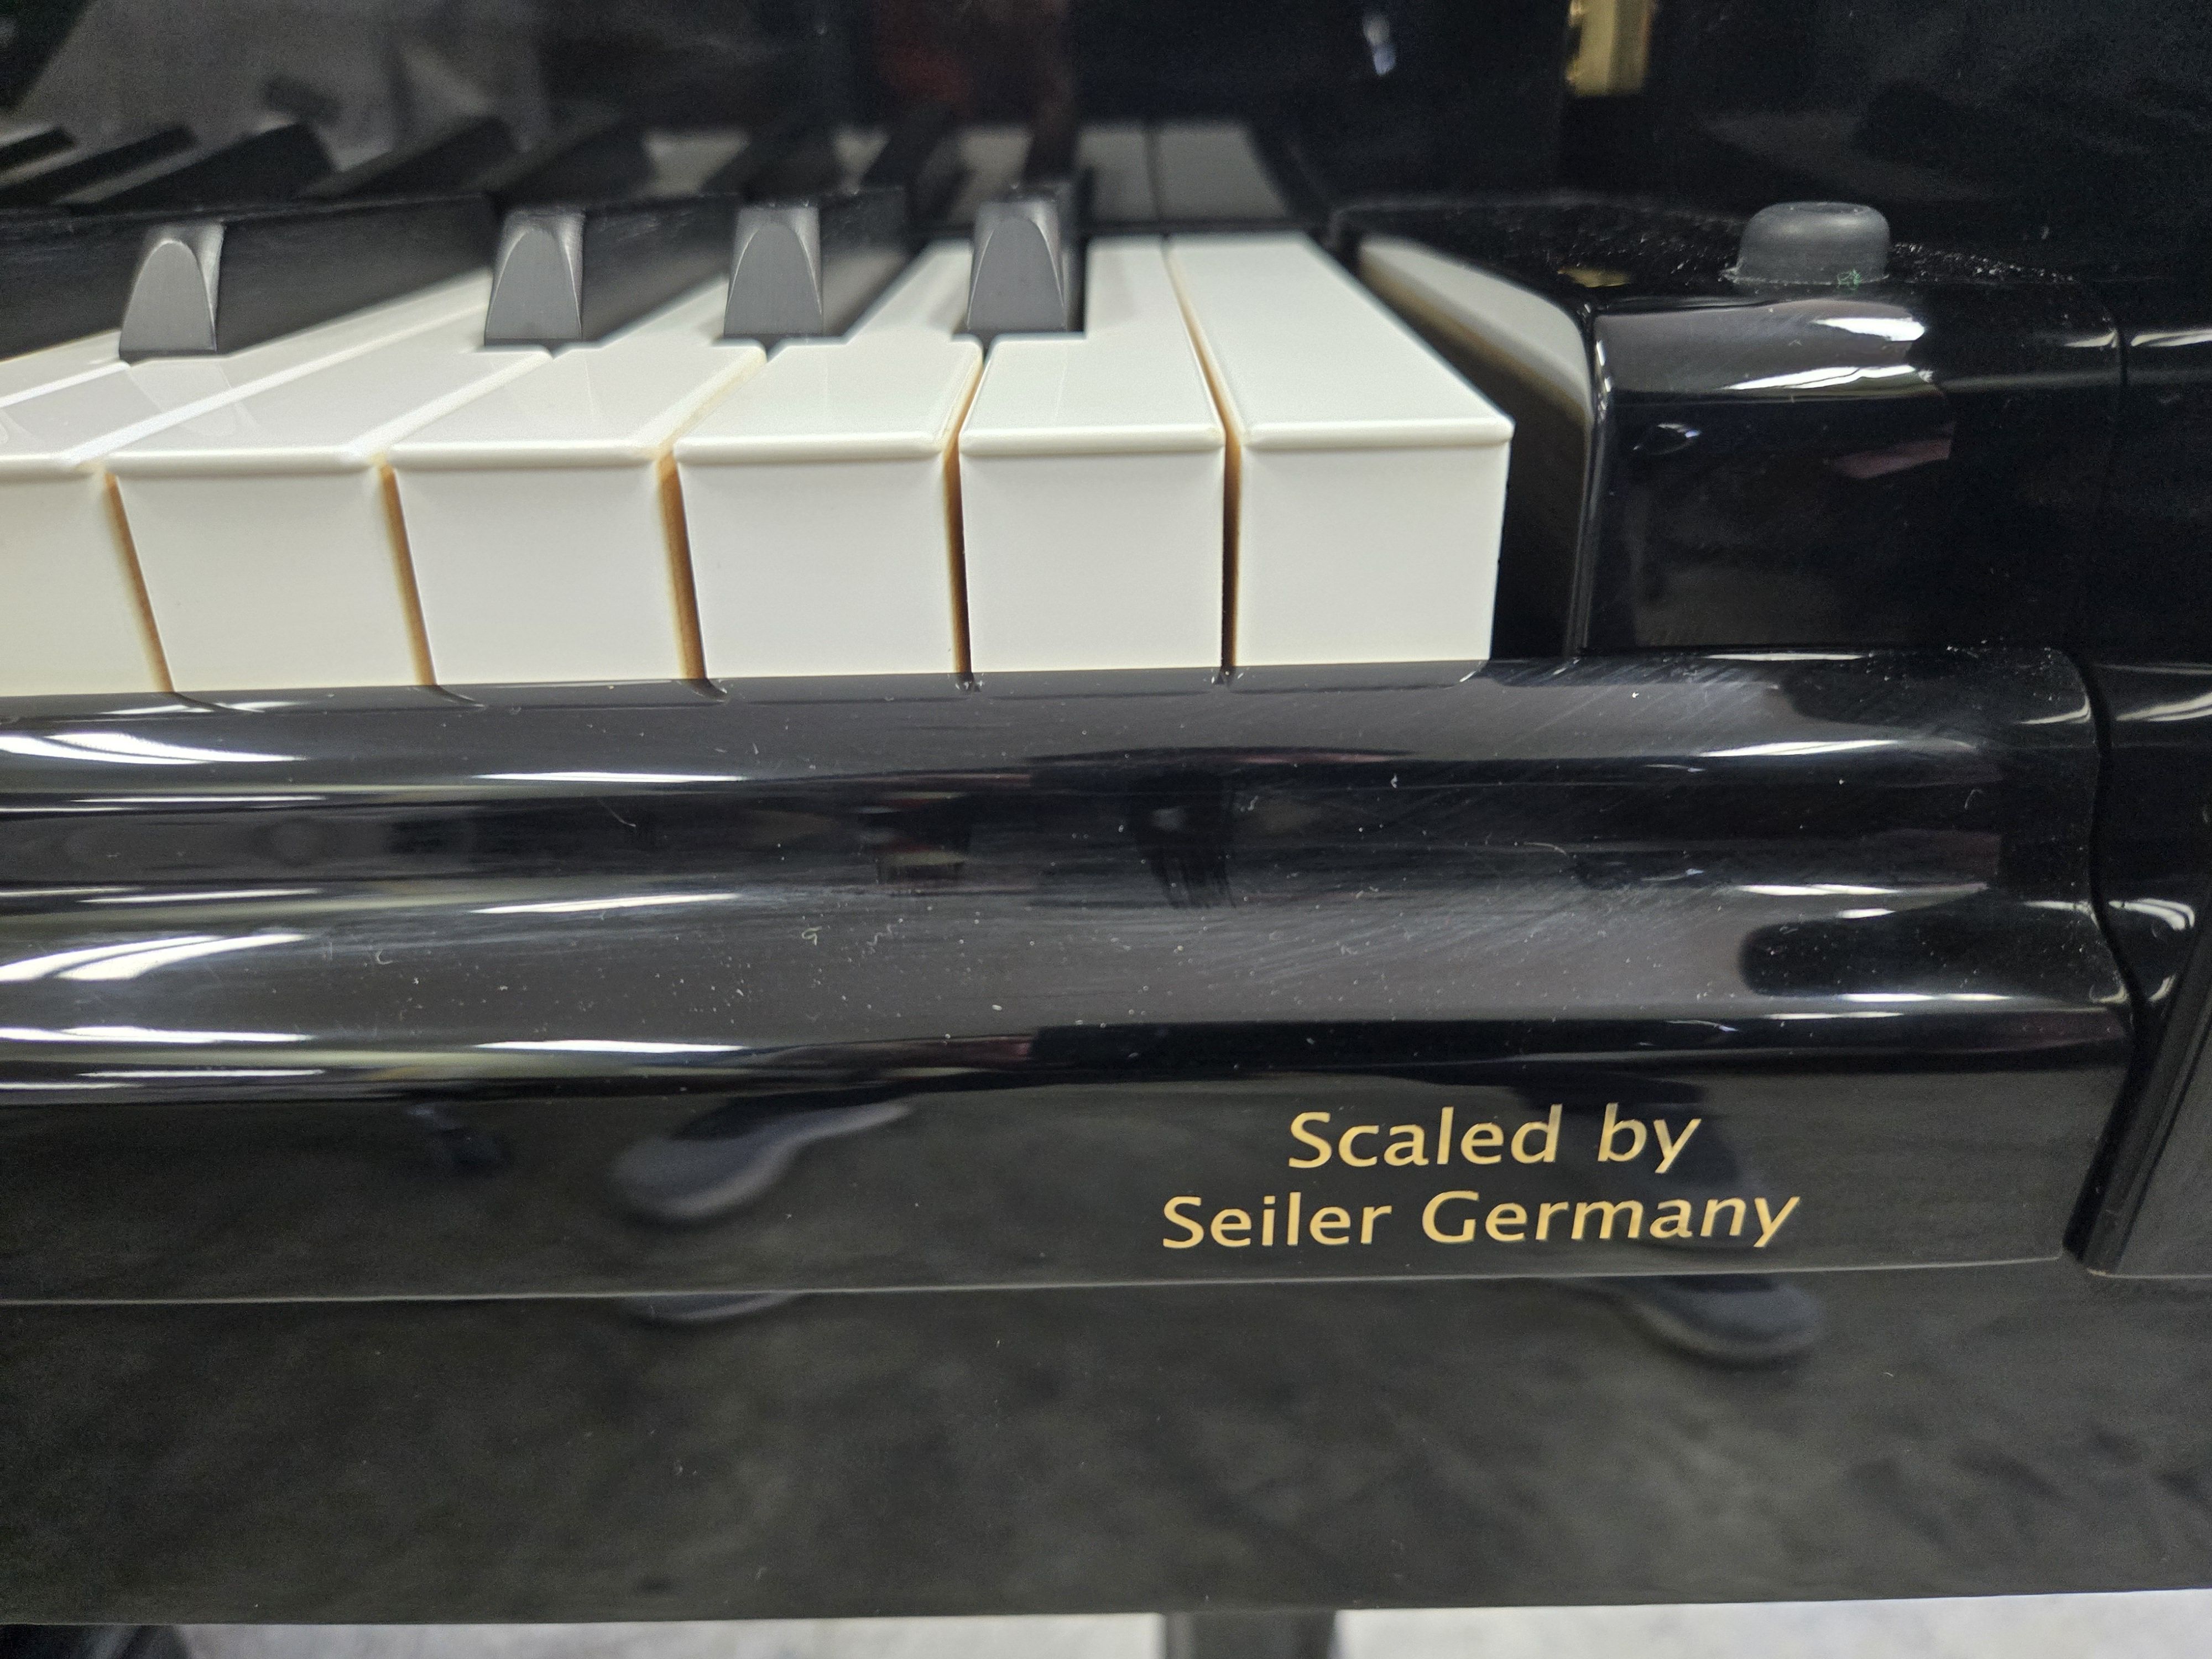 Scaled by
Seiler Germany